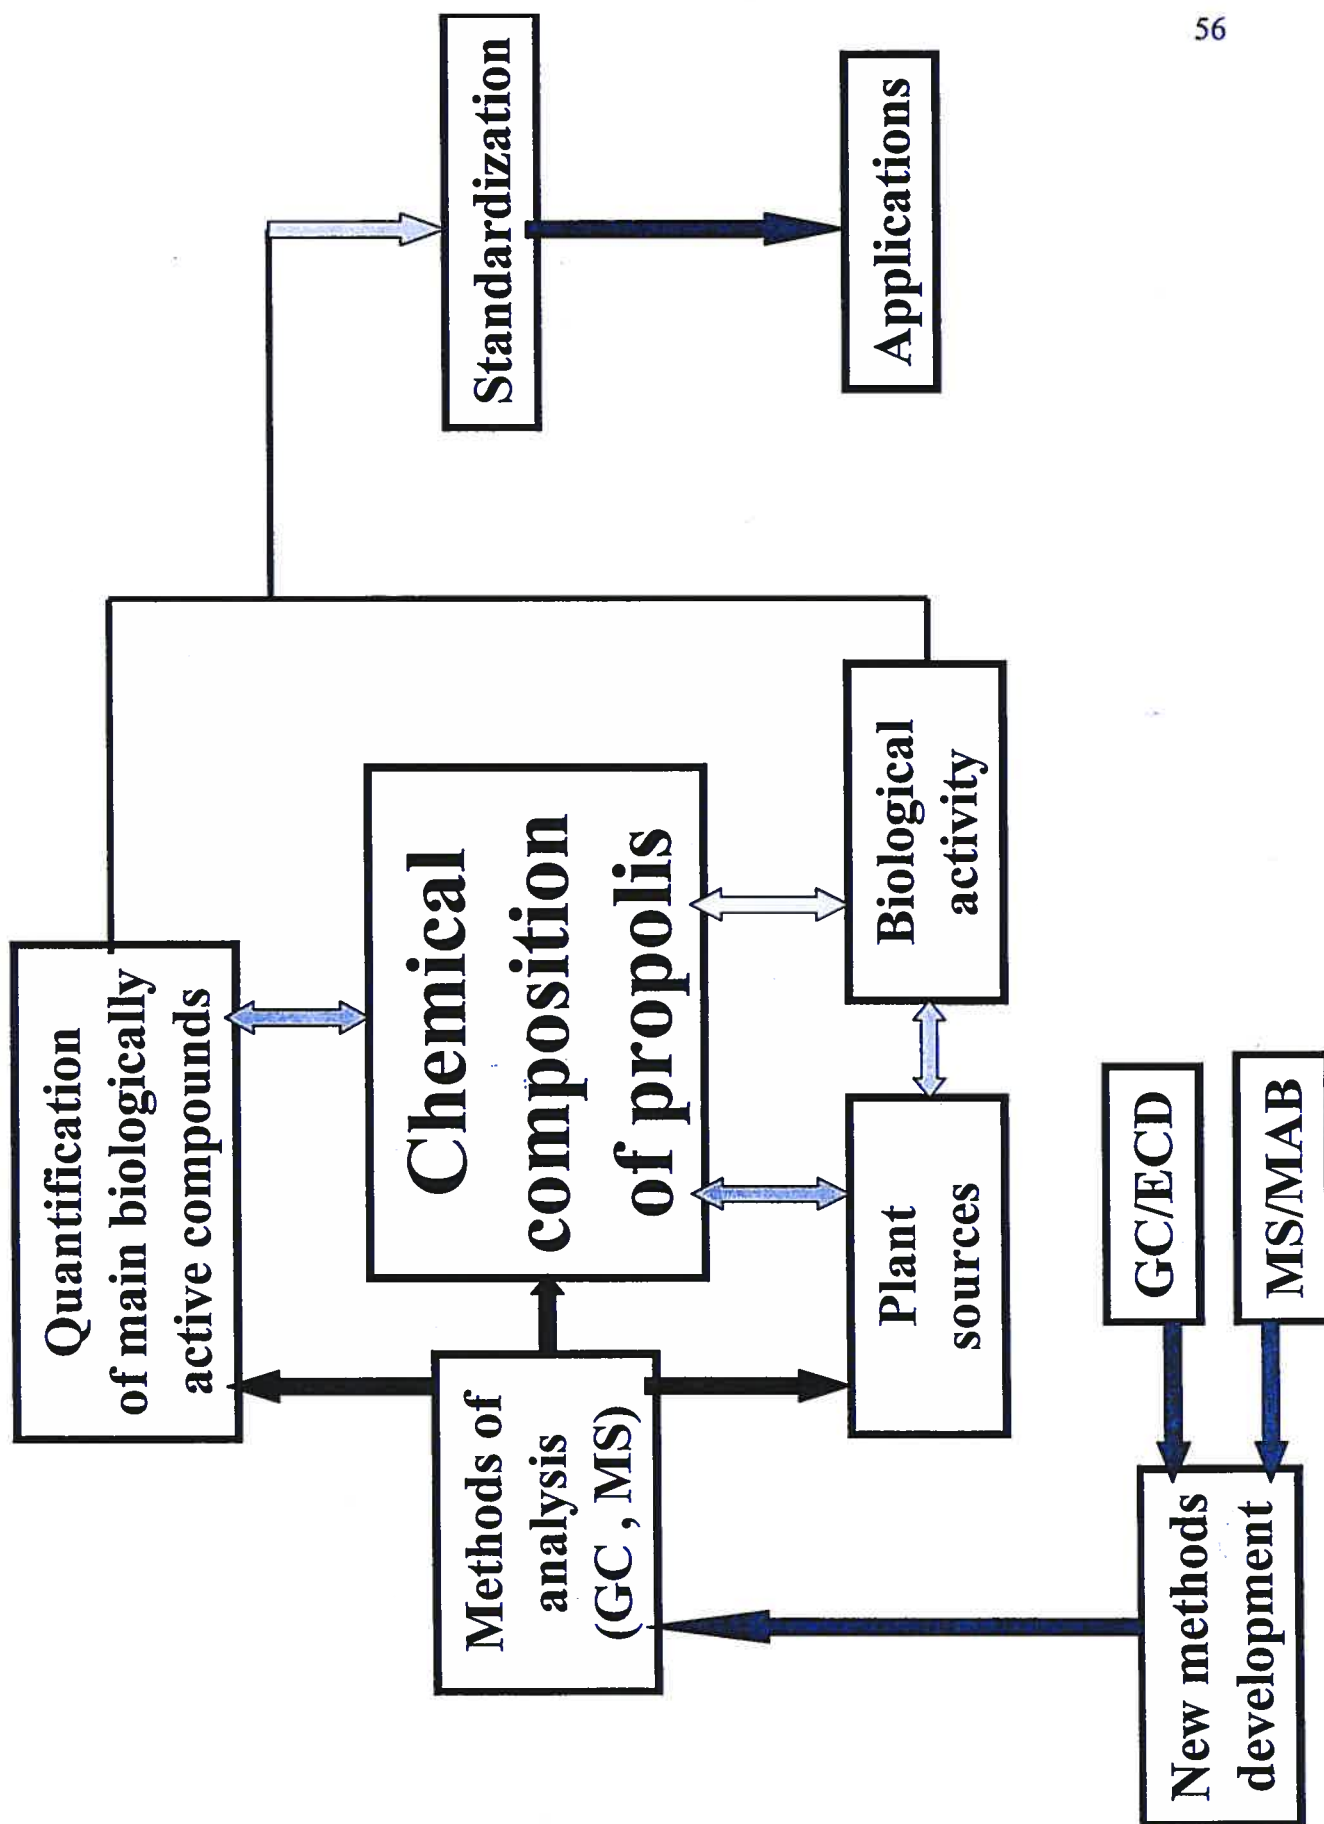 56
Quantification
of main biologically
active compounds
Methods of
analysis
(GC , MS)
Chemical
composition
of propolis
Standardization
New methods
development
Plant
sources
Biological
activity
Applications
GC/ECD
MS/MAB